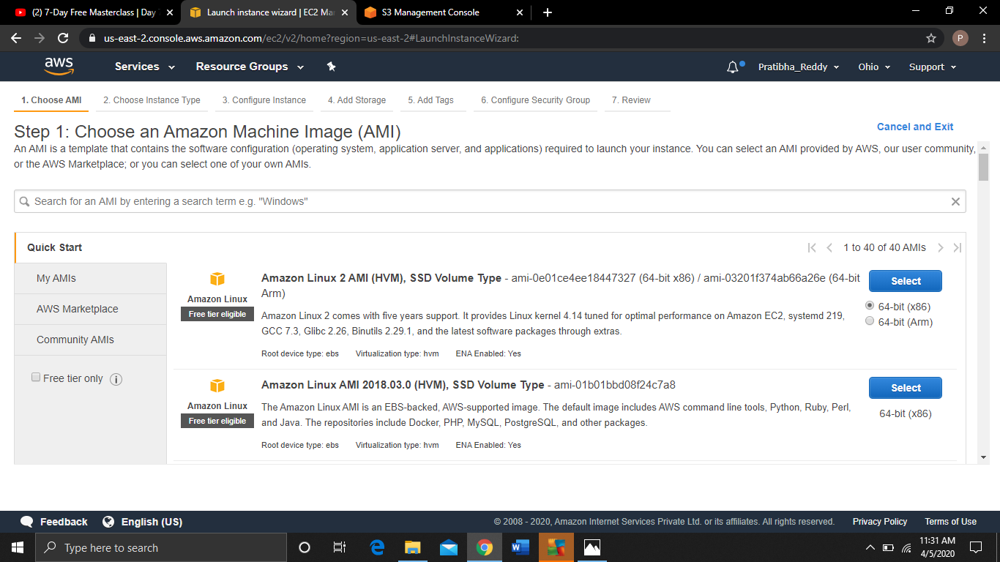 (2) 7-Day Free Masterclass | Day
Launch instance wizard | EC2 Ma
S3 Management Console
us-east-2.console.aws.amazon.com/ec2/v2/home?region=us-east-2#LaunchInstanceWizard:
P
aws
Services
Resource Groups
Pratibha_Reddy
Ohio
Support
1. Choose AMI
2. Choose Instance Type
3. Configure Instance
4. Add Storage
5. Add Tags
6. Configure Security Group
7. Review
Step 1: Choose an Amazon Machine Image (AMI)
Cancel and Exit
An AMI is a template that contains the software configuration (operating system, application server, and applications) required to launch your instance. You can select an AMI provided by AWS, our user community,
or the AWS Marketplace; or you can select one of your own AMIs.
Search for an AMI by entering a search term e.g. "Windows"
Quick Start
My AMIs
AWS Marketplace
Community AMIs
Free tier only
i
1 to 40 of 40 AMIs
Amazon Linux
Free tier eligible
Amazon Linux 2 AMI (HVM), SSD Volume Type - ami-0e01ce4ee18447327 (64-bit x86) / ami-03201f374ab66a26e (64-bit
Arm)
Amazon Linux 2 comes with five years support. It provides Linux kernel 4.14 tuned for optimal performance on Amazon EC2, systemd 219,
GCC 7.3, Glibc 2.26, Binutils 2.29.1, and the latest software packages through extras.
Root device type: ebs
Virtualization type: hvm
ENA Enabled: Yes
Select
64-bit (x86)
64-bit (Arm)
Amazon Linux
Free tier eligible
Amazon Linux AMI 2018.03.0 (HVM), SSD Volume Type - ami-01b01bbd08f24c7a8
The Amazon Linux AMI is an EBS-backed, AWS-supported image. The default image includes AWS command line tools, Python, Ruby, Perl,
and Java. The repositories include Docker, PHP, MySQL, PostgreSQL, and other packages.
Root device type: ebs
Virtualization type: hvm
ENA Enabled: Yes
Select
64-bit (x86)
Feedback
English (US)
© 2008 - 2020, Amazon Internet Services Private Ltd. or its affiliates. All rights reserved.
Privacy Policy
Terms of Use
Type here to search
11:31 AM
4/5/2020